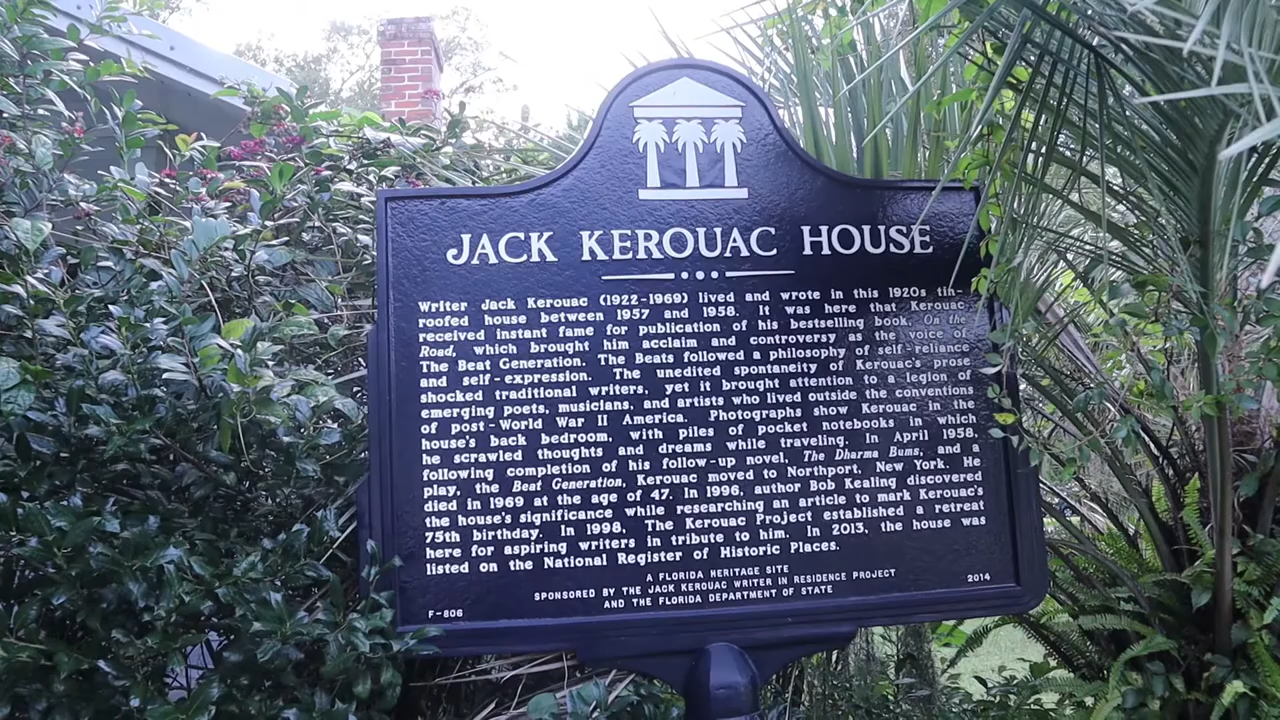 JACK KEROUAC HOUSE
Writer Jack Kerouac (1922-1969) lived and wrote in this 1920s tin-
roofed house between 1957 and 1958. It was here that Kerouac
received instant fame for publication of his bestselling book, On the
Road, which brought him acclaim and controversy as the voice of
The Beat Generation. The Beats followed a philosophy of self-reliance
and self-expression. The unedited spontaneity of Kerouac's prose
shocked traditional writers, yet it brought attention to a legion of
emerging poets, musicians, and artists who lived outside the conventions
of post-World War II America. Photographs show Kerouac in the
house's back bedroom, with piles of pocket notebooks in which
he scrawled thoughts and dreams while traveling. In April 1958,
following completion of his follow-up novel, The Dharma Bums, and a
play, the Beat Generation, Kerouac moved to Northport, New York. He
died in 1969 at the age of 47. In 1996, author Bob Kealing discovered
the house's significance while researching an article to mark Kerouac's
75th birthday. In 1998, The Kerouac Project established a retreat
here for aspiring writers in tribute to him. In 2013, the house was
listed on the National Register of Historic Places.
A FLORIDA HERITAGE SITE
SPONSORED BY THE JACK KEROUAC WRITER IN RESIDENCE PROJECT
AND THE FLORIDA DEPARTMENT OF STATE
F-806
2014